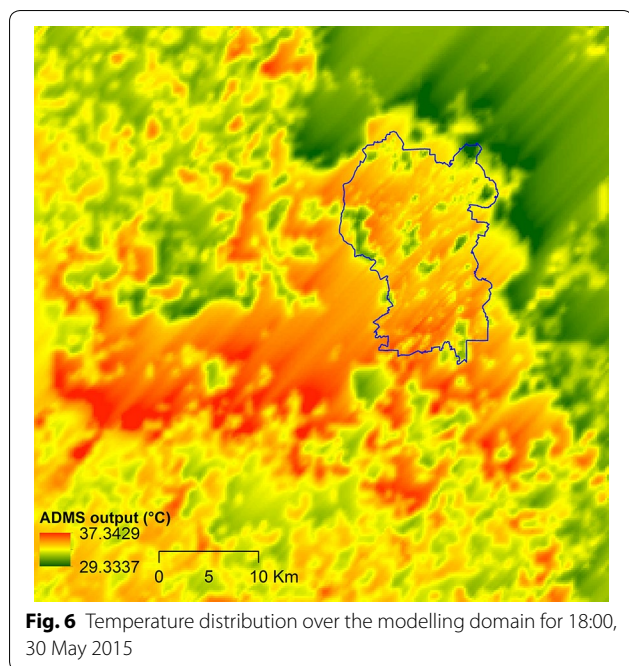 ADMS output (°C)
37.3429
29.3337
0 5 10 Km
Fig. 6 Temperature distribution over the modelling domain for 18:00,
30 May 2015